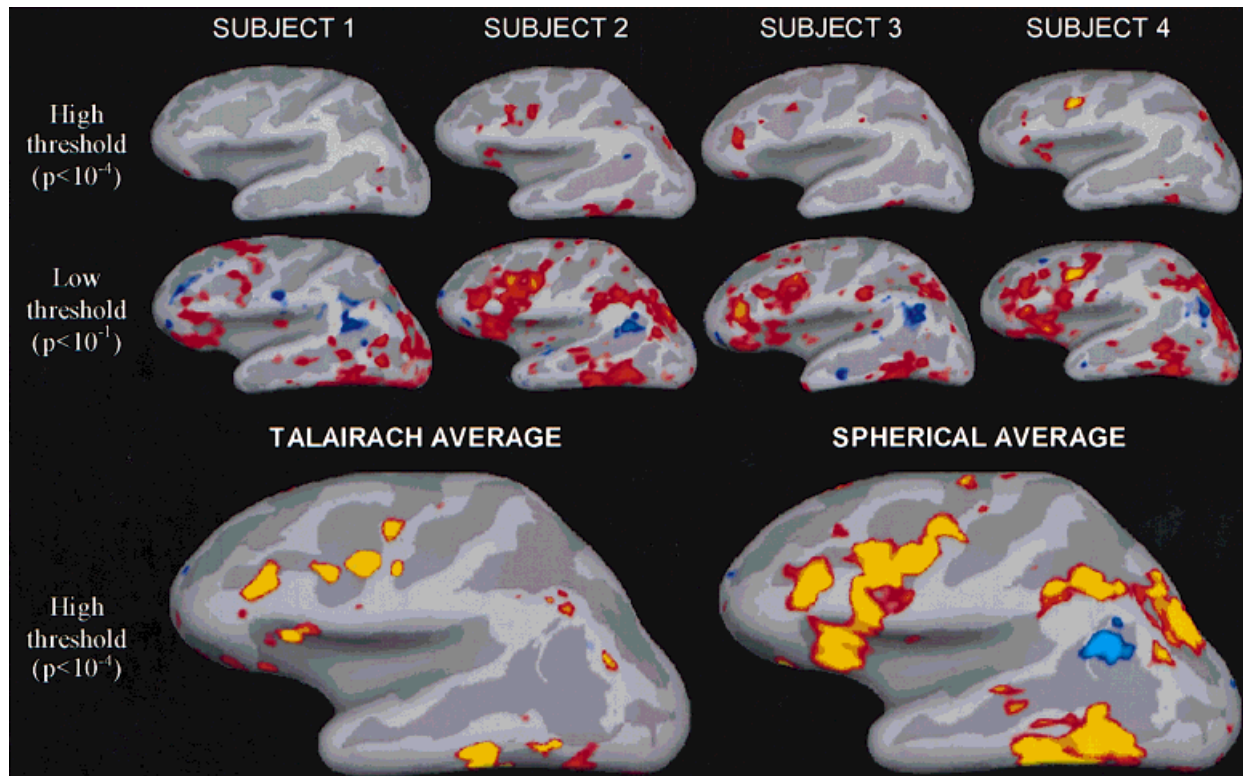 SUBJECT 1 SUBJECT 2 SUBJECT 3 SUBJECT 4
High
threshold
(p<10⁻⁴)
Low
threshold
(p<10⁻¹)
TALAIRACH AVERAGE SPHERICAL AVERAGE
High
threshold
(p<10⁻⁴)